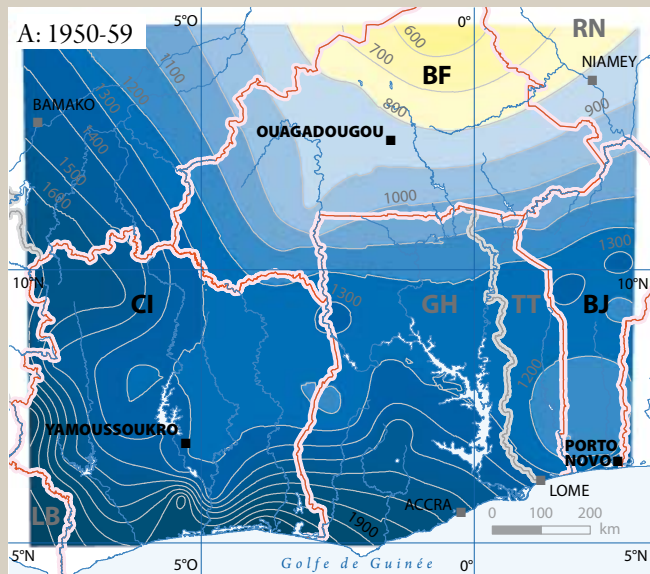 A: 1950-59
5°O
0°
RN
600
700
BF
NIAMEY
1100
1200
1300
BAMAKO
800
900
OUAGADOUGOU
1400
1500
1600
1000
1300
10°N
10°N
CI
1300
GH
TT
BJ
1200
YAMOUSSOUKRO
PORTO
NOVO
LOME
LB
ACCRA
1900
0 100 200
km
5°N
5°O
Golfe de Guinée
0°
5°N